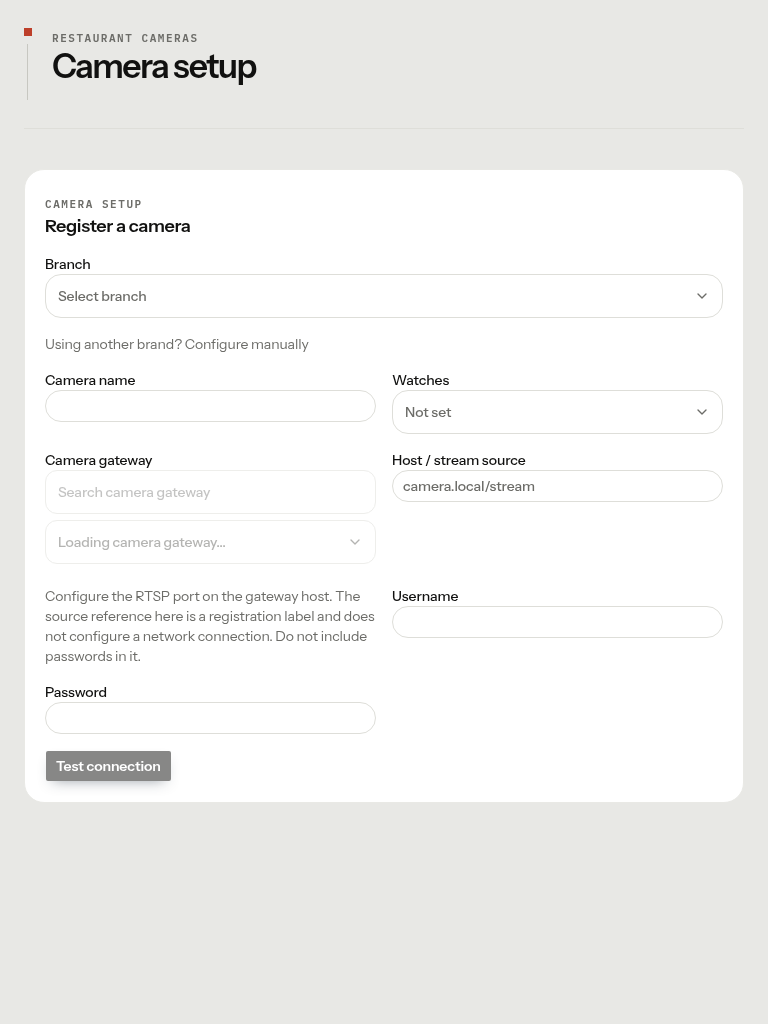 RESTAURANT CAMERAS
Camera setup
CAMERA SETUP
Register a camera
Branch
Select branch
Using another brand? Configure manually
Camera name
Watches
Not set
Camera gateway
Host / stream source
Search camera gateway
camera.local/stream
Loading camera gateway...
Configure the RTSP port on the gateway host. The
source reference here is a registration label and does
not configure a network connection. Do not include
passwords in it.
Username
Password
Test connection